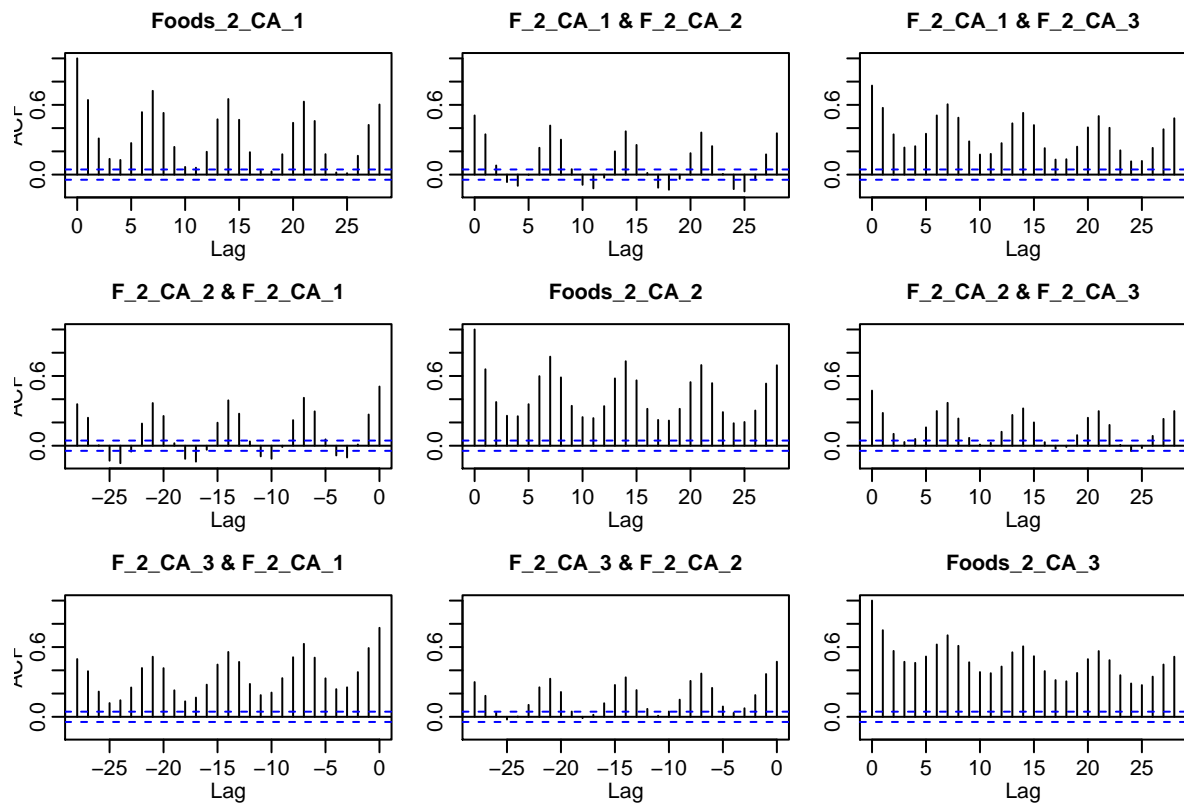 Foods_2_CA_1
F_2_CA_1 & F_2_CA_2
F_2_CA_1 & F_2_CA_3
ACF
0.0 0.6
0 5 10 15 20 25
Lag
0.0 0.6
0 5 10 15 20 25
Lag
0.0 0.6
0 5 10 15 20 25
Lag
F_2_CA_2 & F_2_CA_1
Foods_2_CA_2
F_2_CA_2 & F_2_CA_3
ACF
0.0 0.6
−25 −20 −15 −10 −5 0
Lag
0.0 0.6
0 5 10 15 20 25
Lag
0.0 0.6
0 5 10 15 20 25
Lag
F_2_CA_3 & F_2_CA_1
F_2_CA_3 & F_2_CA_2
Foods_2_CA_3
ACF
0.0 0.6
−25 −20 −15 −10 −5 0
Lag
0.0 0.6
−25 −20 −15 −10 −5 0
Lag
0.0 0.6
0 5 10 15 20 25
Lag